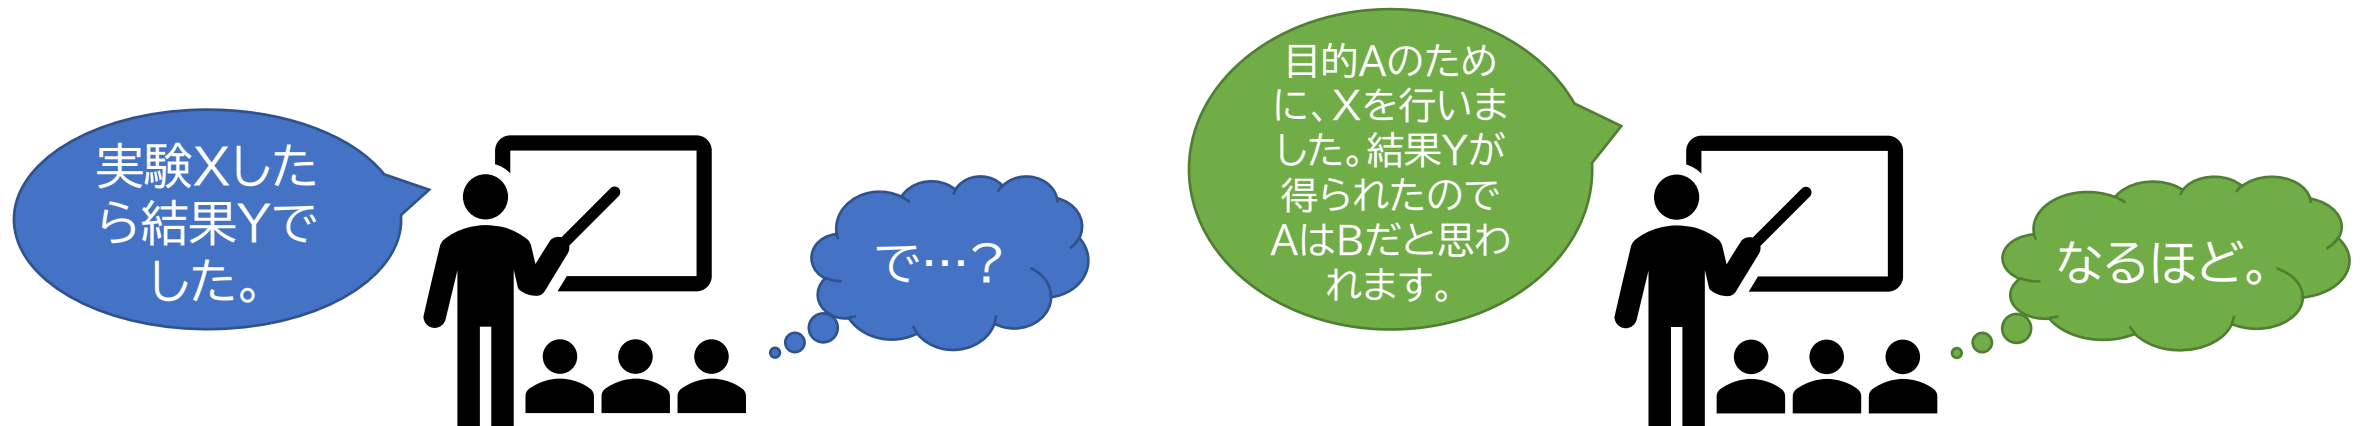 実験Xした
ら結果Yで
した。
で…？
目的Aのため
に、Xを行いま
した。結果Yが
得られたので
AはBだと思わ
れます。
なるほど。